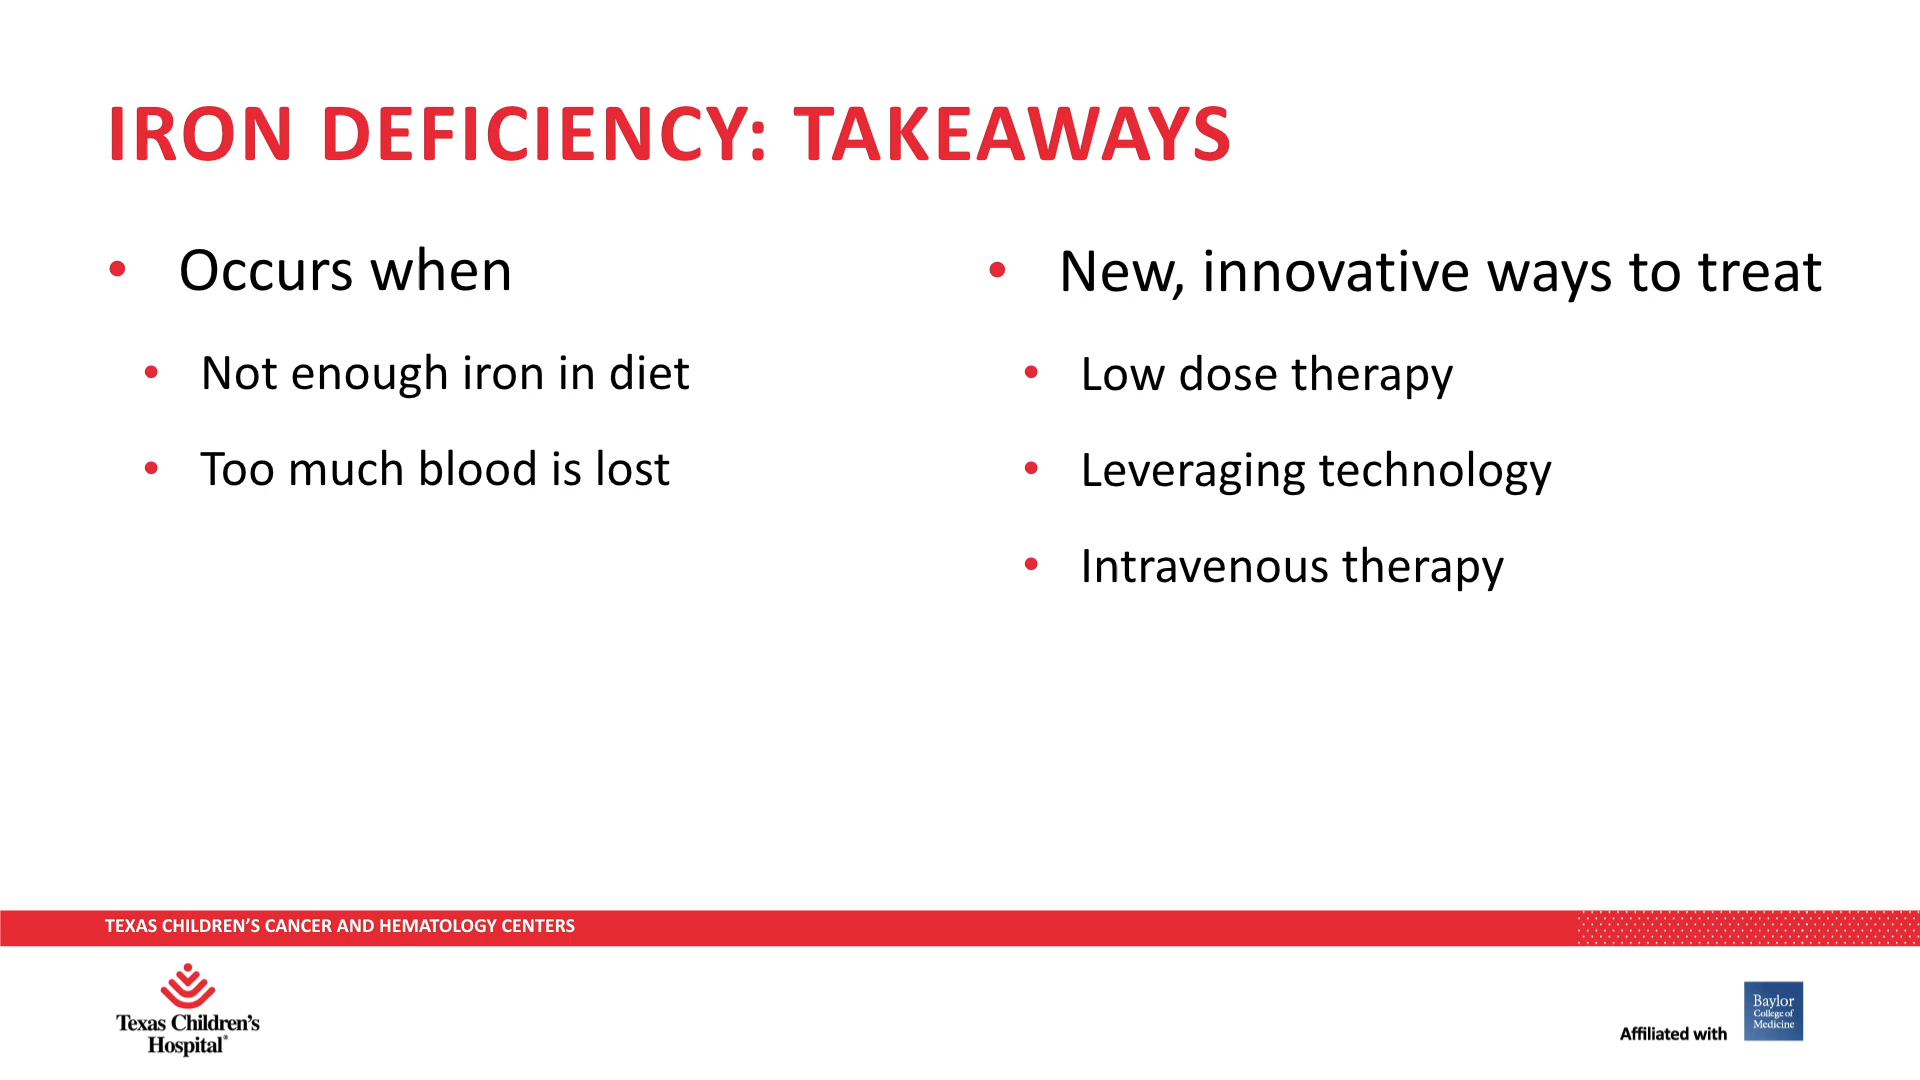 IRON DEFICIENCY: TAKEAWAYS
• Occurs when
• Not enough iron in diet
• Too much blood is lost
• New, innovative ways to treat
• Low dose therapy
• Leveraging technology
• Intravenous therapy
TEXAS CHILDREN’S CANCER AND HEMATOLOGY CENTERS
Texas Children’s
Hospital®
Affiliated with
Baylor
College of
Medicine